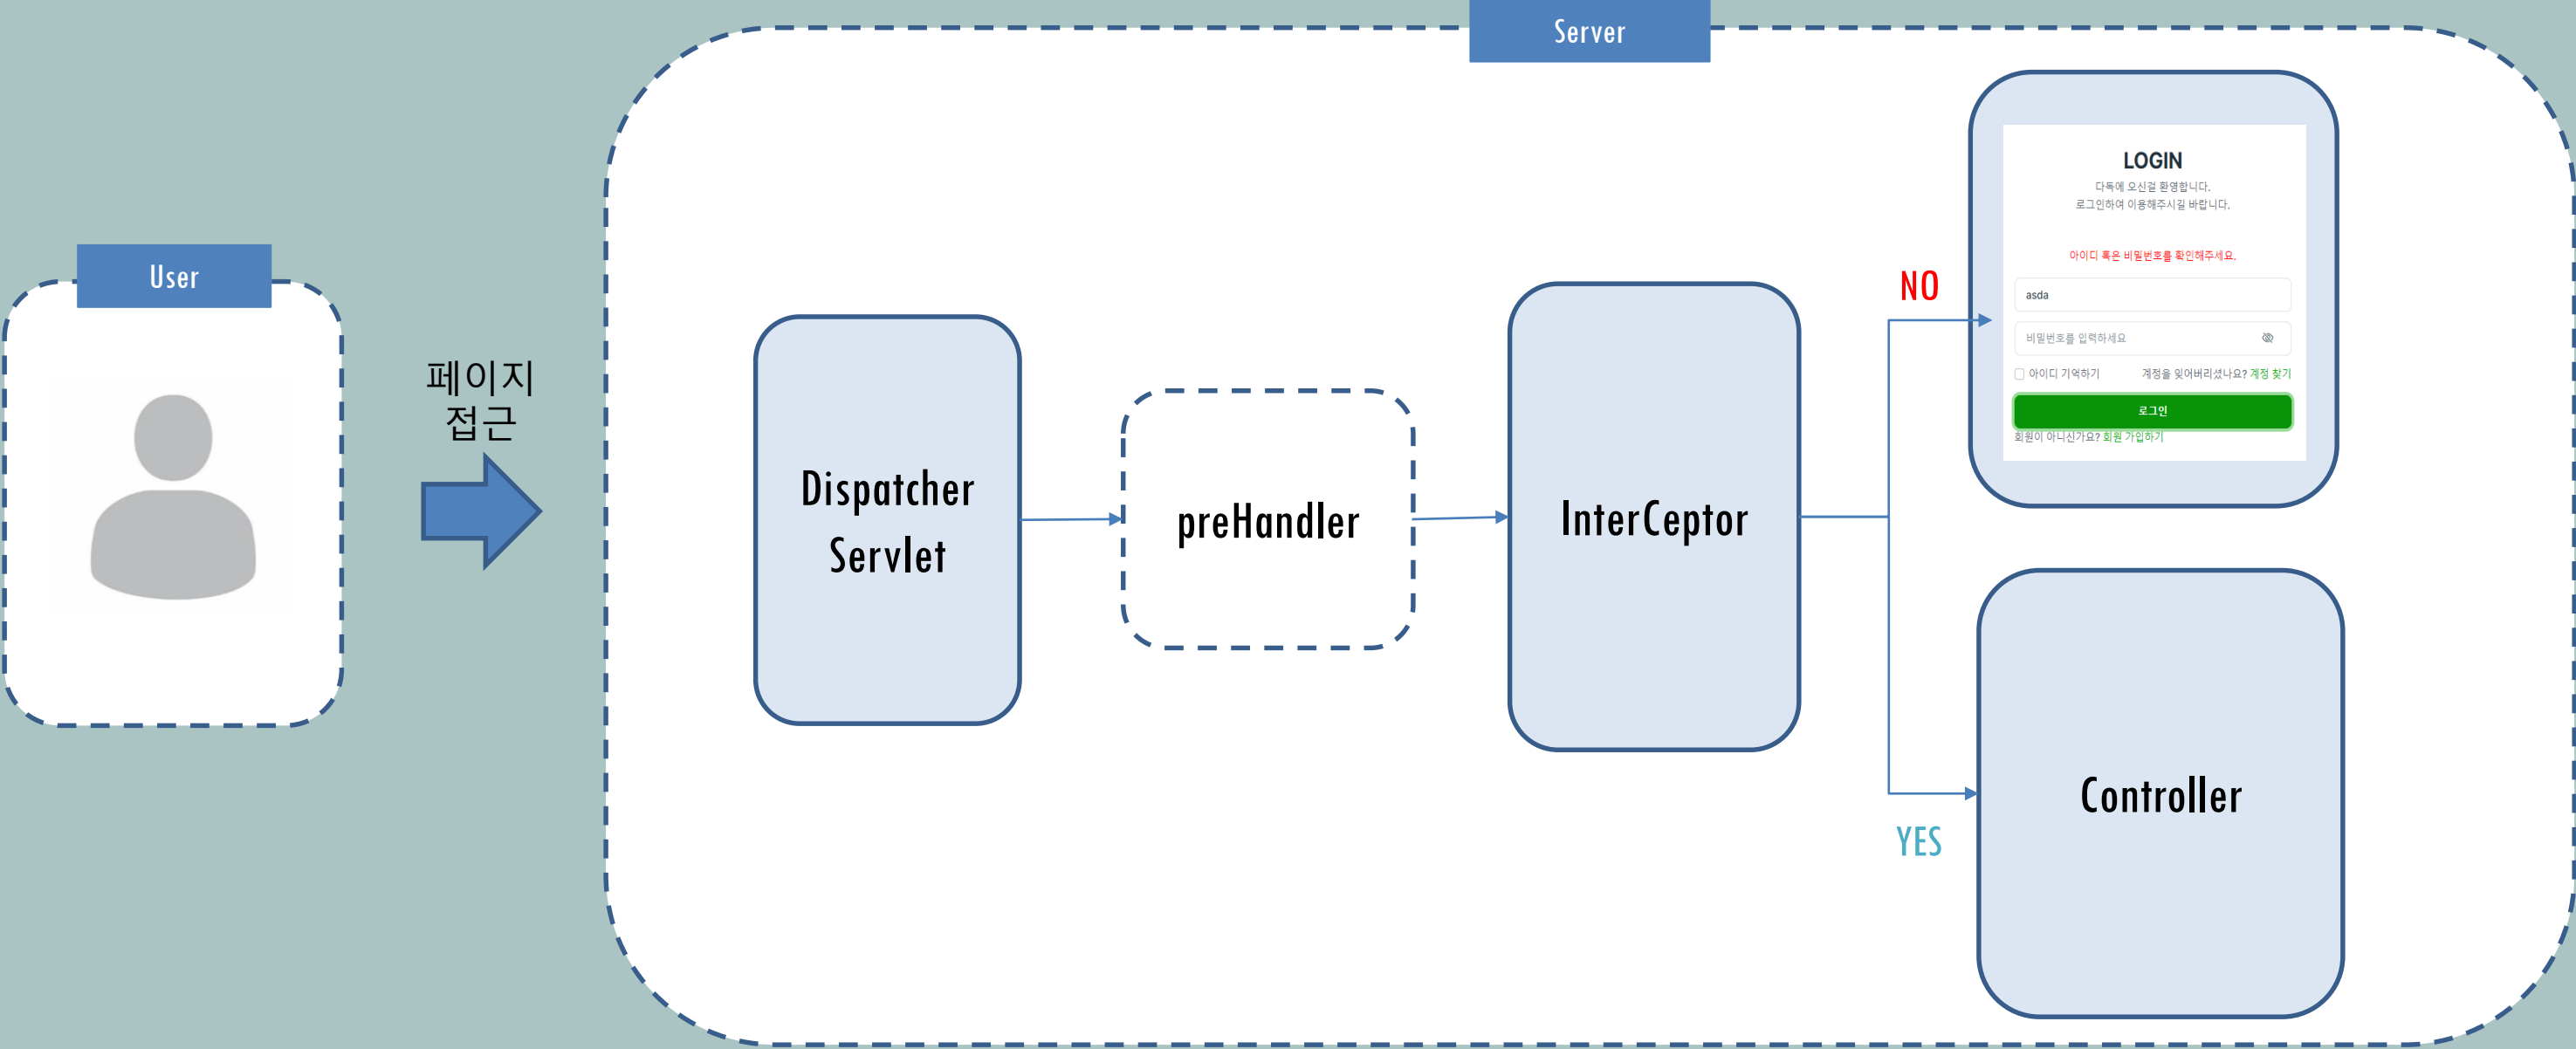 Server
User
페이지
접근
Dispatcher
Servlet
preHandler
InterCeptor
NO
LOGIN
다독에 오신걸 환영합니다.
로그인하여 이용해주시길 바랍니다.
아이디 혹은 비밀번호를 확인해주세요.
asda
비밀번호를 입력하세요
아이디 기억하기 계정을 잊어버리셨나요? 계정 찾기
로그인
회원이 아니신가요? 회원 가입하기
YES
Controller